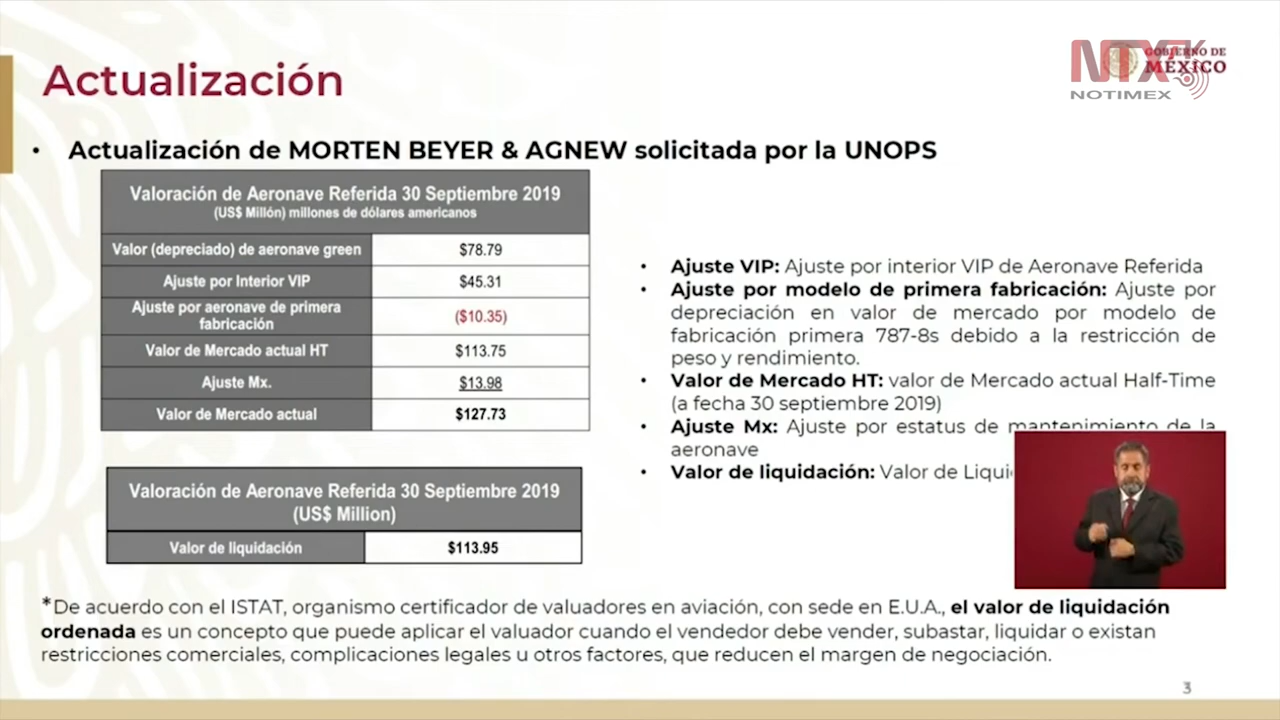 Actualización
NTX
NOTIMEX
GOBIERNO DE
MÉXICO
• Actualización de MORTEN BEYER & AGNEW solicitada por la UNOPS
Valoración de Aeronave Referida 30 Septiembre 2019
(US$ Millón) millones de dólares americanos
Valor (depreciado) de aeronave green $78.79
Ajuste por Interior VIP $45.31
Ajuste por aeronave de primera
fabricación ($10.35)
Valor de Mercado actual HT $113.75
Ajuste Mx. $13.98
Valor de Mercado actual $127.73
Valoración de Aeronave Referida 30 Septiembre 2019
(US$ Million)
Valor de liquidación $113.95
• Ajuste VIP: Ajuste por interior VIP de Aeronave Referida
• Ajuste por modelo de primera fabricación: Ajuste por
depreciación en valor de mercado por modelo de
fabricación primera 787-8s debido a la restricción de
peso y rendimiento.
• Valor de Mercado HT: valor de Mercado actual Half-Time
(a fecha 30 septiembre 2019)
• Ajuste Mx: Ajuste por estatus de mantenimiento de la
aeronave
• Valor de liquidación: Valor de Liqui
*De acuerdo con el ISTAT, organismo certificador de valuadores en aviación, con sede en E.U.A., el valor de liquidación
ordenada es un concepto que puede aplicar el valuador cuando el vendedor debe vender, subastar, liquidar o existan
restricciones comerciales, complicaciones legales u otros factores, que reducen el margen de negociación.
3